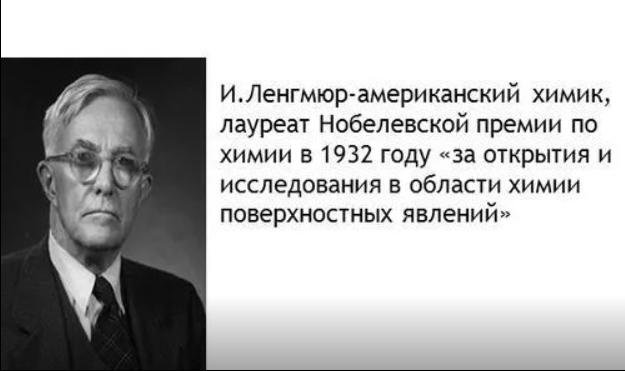 И.Ленгмюр-американский химик,
лауреат Нобелевской премии по
химии в 1932 году «за открытия и
исследования в области химии
поверхностных явлений»